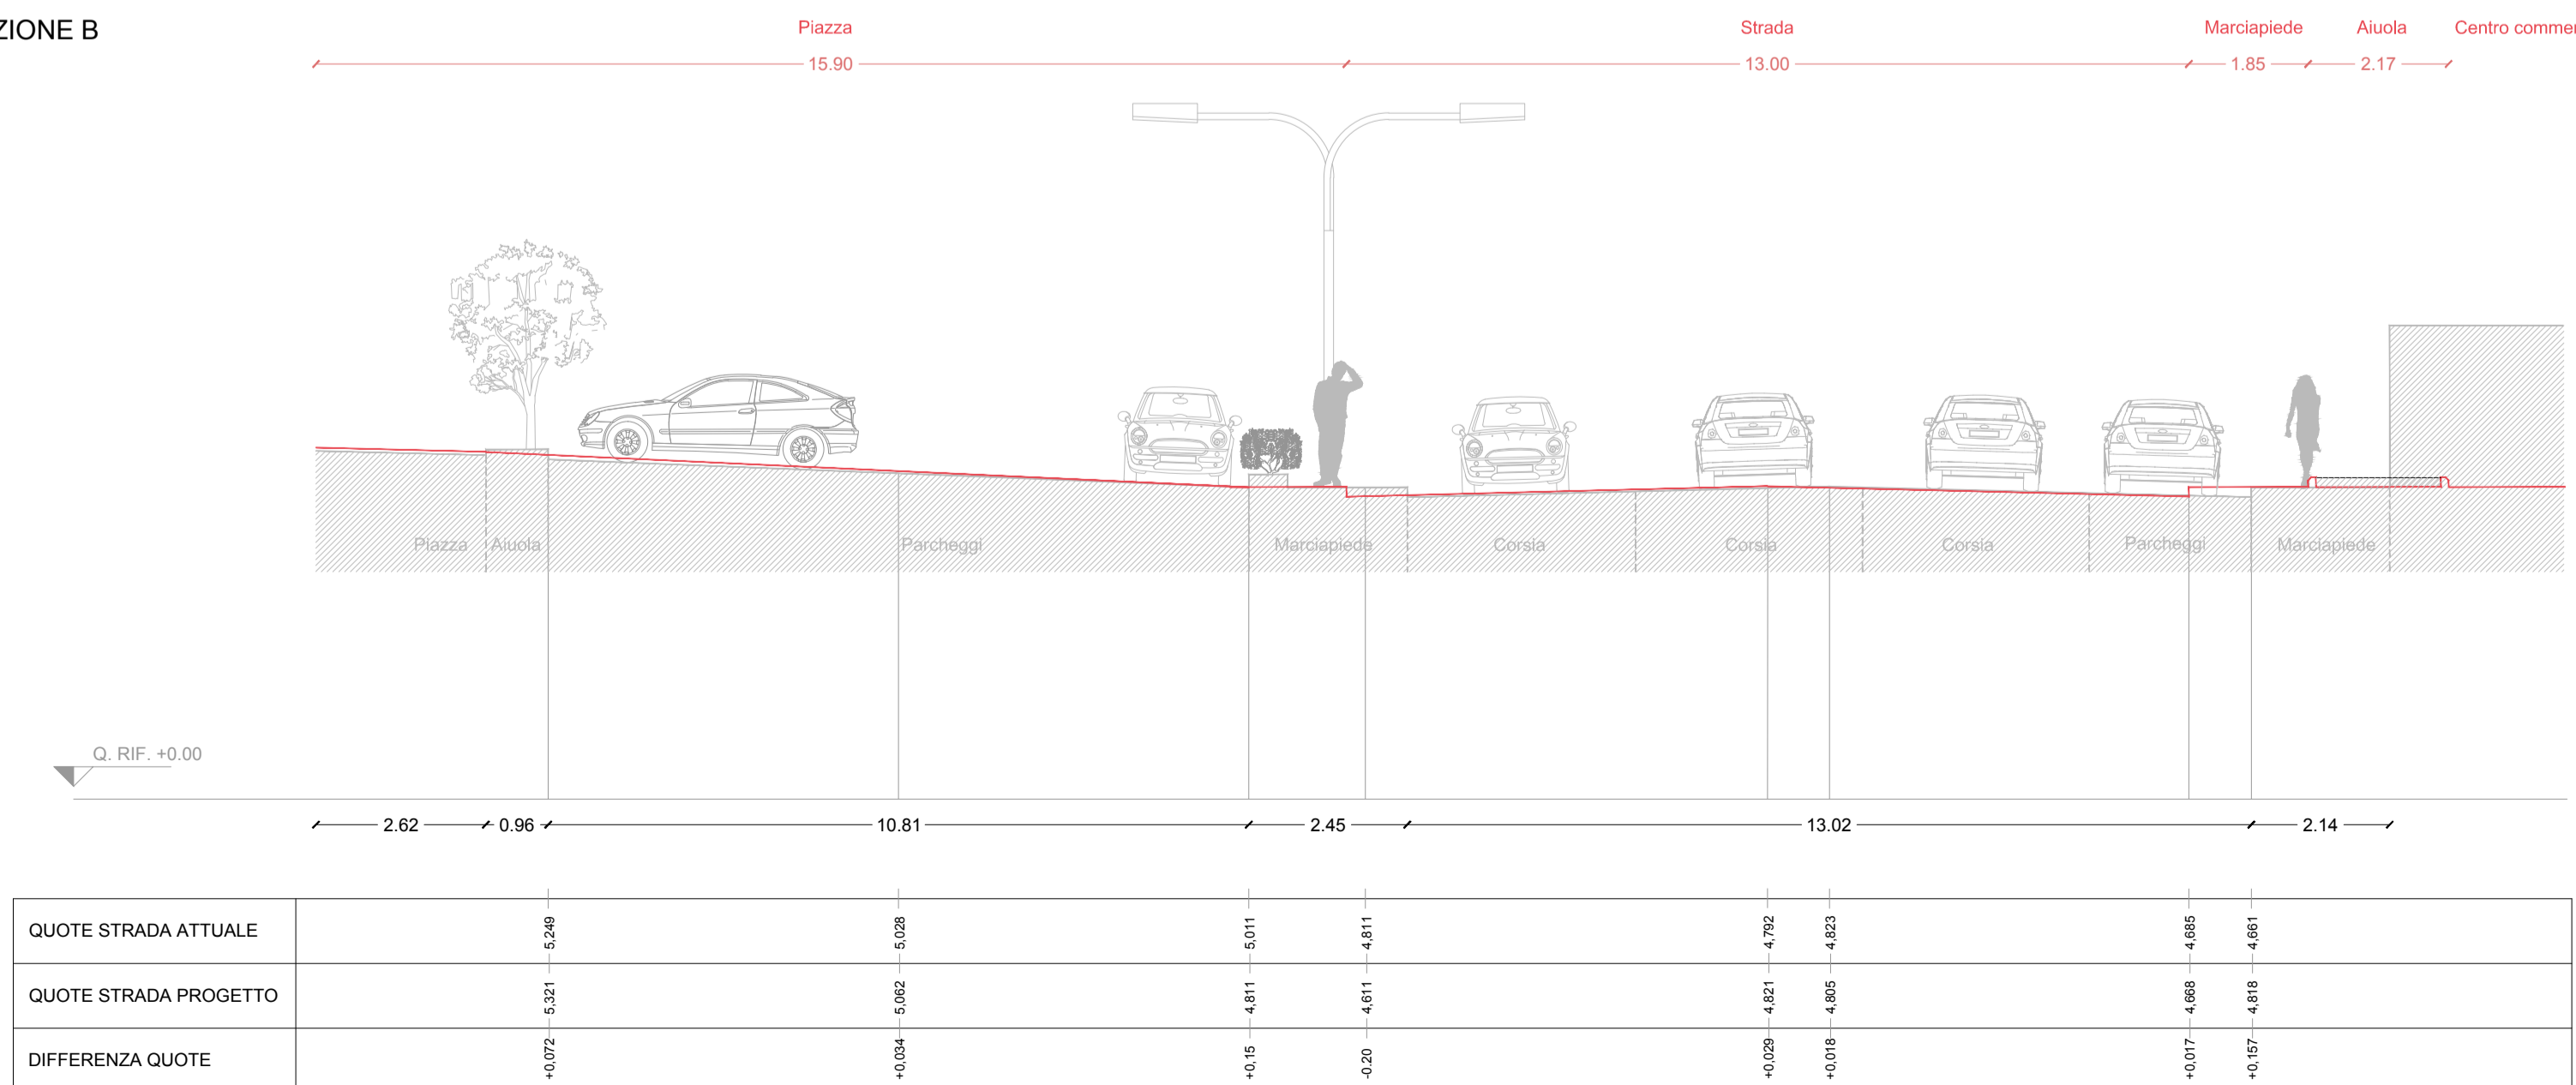 ZIONE B
Piazza Strada Marciapiede Aiuola Centro commer
15.90 13.00 1.85 2.17
Piazza Aiuola Parcheggi Marciapiede Corsia Corsia Corsia Parcheggi Marciapiede
Q. RIF. +0.00
2.62 0.96 10.81 2.45 13.02 2.14
QUOTE STRADA ATTUALE 5,249 5,028 5,011 4,811 4,792 4,823 4,685 4,661
QUOTE STRADA PROGETTO 5,321 5,062 4,811 4,611 4,821 4,805 4,668 4,818
DIFFERENZA QUOTE +0,072 +0,034 +0,15 -0.20 +0,029 +0,018 +0,017 +0,157